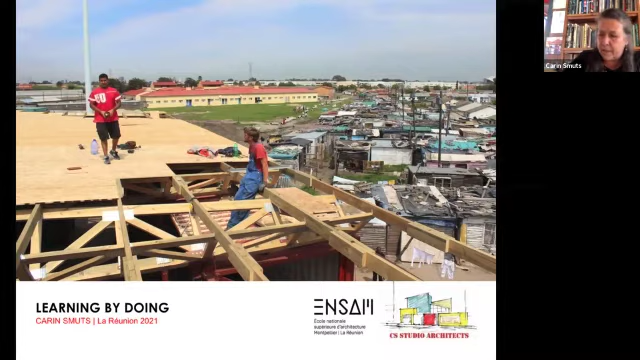 Carin Smuts
LEARNING BY DOING
CARIN SMUTS | La Réunion 2021
ENSAM
École nationale
supérieure d'architecture
Montpellier | La Réunion
CS STUDIO ARCHITECTS